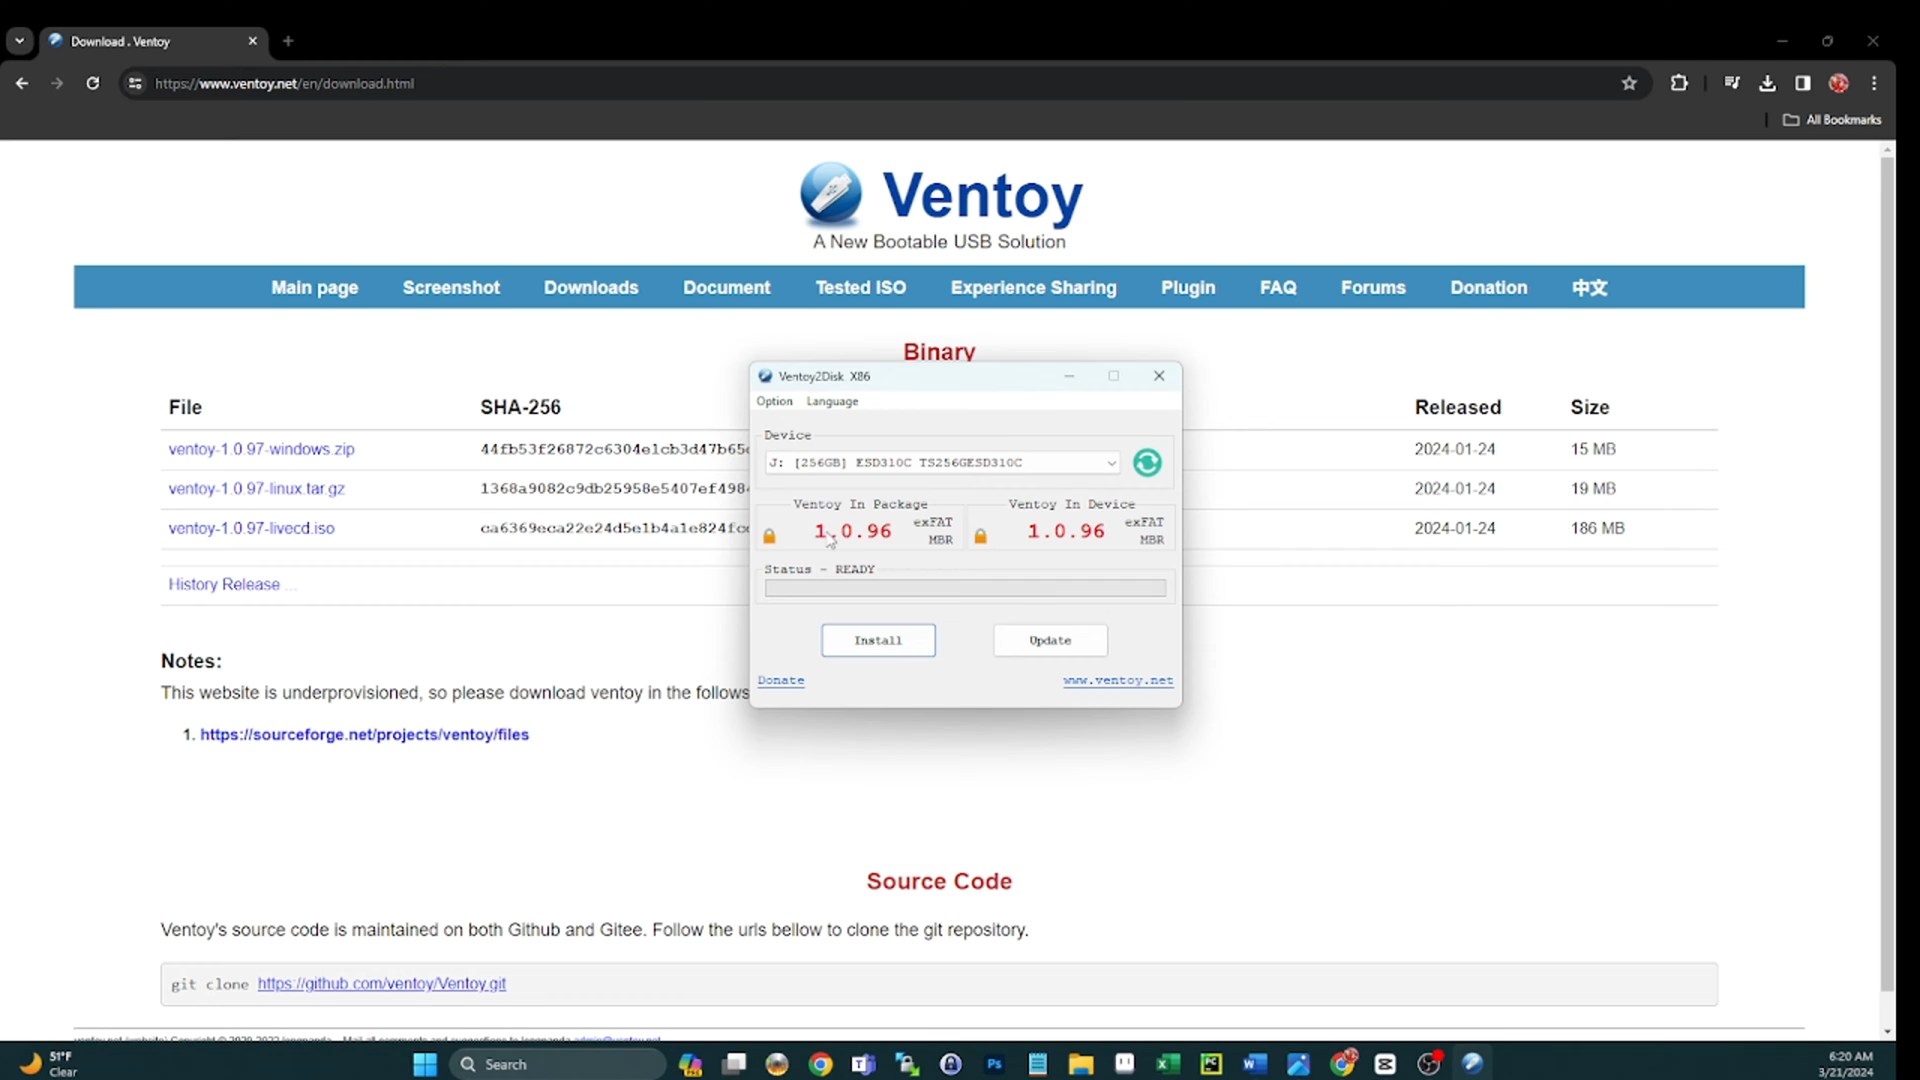 Download . Ventoy
https://www.ventoy.net/en/download.html
All Bookmarks
Ventoy
A New Bootable USB Solution
Main page Screenshot Downloads Document Tested ISO Experience Sharing Plugin FAQ Forums Donation 中文
Binary
File SHA-256 Released Size
ventoy-1.0.97-windows.zip 44fb53f26872c6304e1cb3d47b65 2024-01-24 15 MB
ventoy-1.0.97-linux.tar.gz 1368a9082c9db25958e5407ef498 2024-01-24 19 MB
ventoy-1.0.97-livecd.iso ca6369eca22e24d5e1b4a1e824fc 2024-01-24 186 MB
History Release ...
Notes:
This website is underprovisioned, so please download ventoy in the follows
1. https://sourceforge.net/projects/ventoy/files
Ventoy2Disk X86
Option Language
Device
J: [256GB] ESD310C TS256GESD310C
Ventoy In Package Ventoy In Device
1.0.96 exFAT MBR 1.0.96 exFAT MBR
Status - READY
Install Update
Donate www.ventoy.net
Source Code
Ventoy's source code is maintained on both Github and Gitee. Follow the urls bellow to clone the git repository.
git clone https://github.com/ventoy/Ventoy.git
51°F
Clear
Search
6:20 AM
3/21/2024